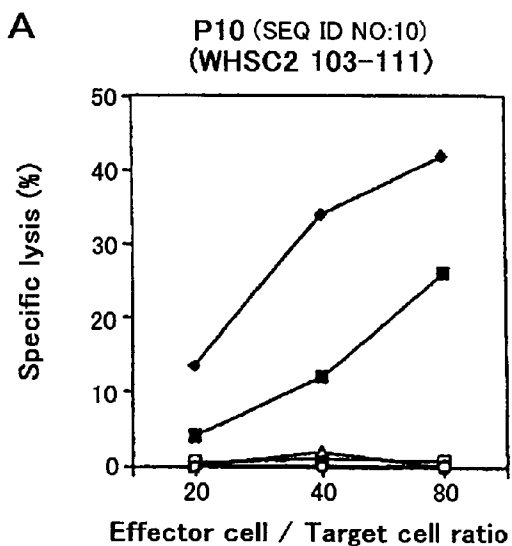 A
P10 (SEQ ID NO:10)
(WHSC2 103-111)
50
40
30
20
10
0
Specific lysis (%)
20 40 80
Effector cell / Target cell ratio